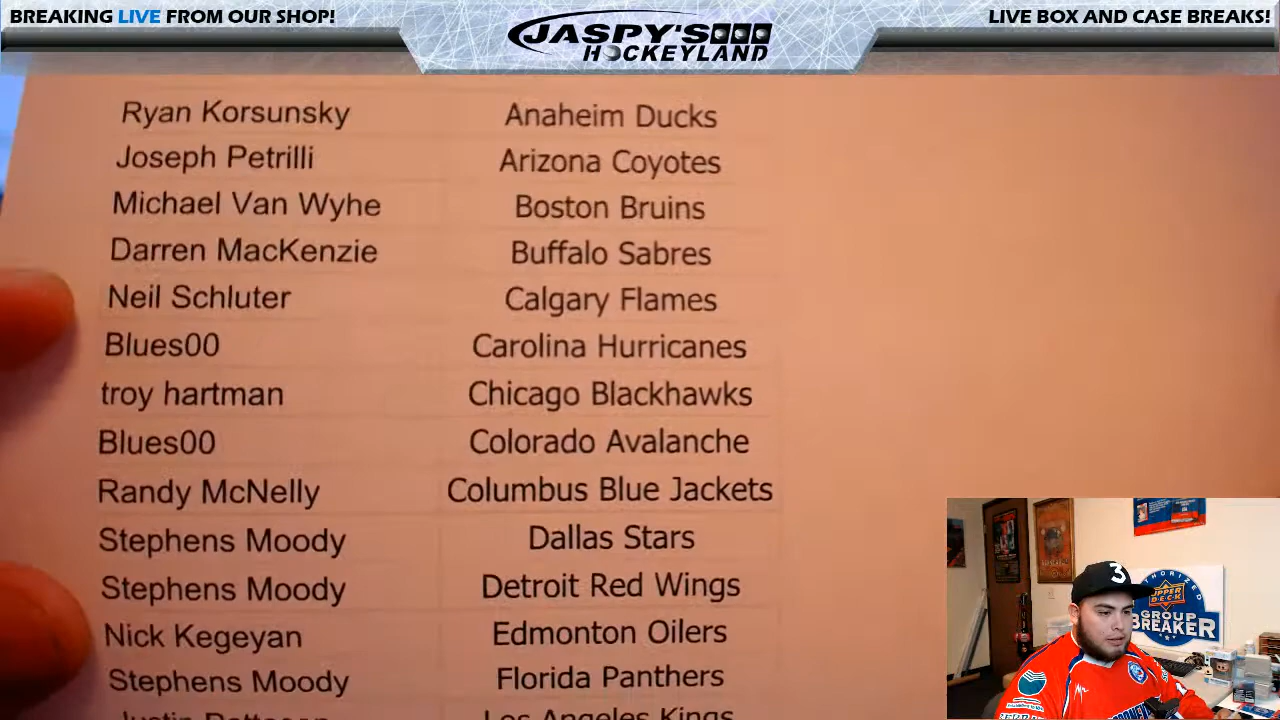 BREAKING LIVE FROM OUR SHOP!
JASPY'S
HOCKEYLAND
LIVE BOX AND CASE BREAKS!
Ryan Korsunsky Anaheim Ducks
Joseph Petrilli Arizona Coyotes
Michael Van Wyhe Boston Bruins
Darren MacKenzie Buffalo Sabres
Neil Schluter Calgary Flames
Blues00 Carolina Hurricanes
troy hartman Chicago Blackhawks
Blues00 Colorado Avalanche
Randy McNelly Columbus Blue Jackets
Stephens Moody Dallas Stars
Stephens Moody Detroit Red Wings
Nick Kegeyan Edmonton Oilers
Stephens Moody Florida Panthers
Los Angeles Kings
3
AUTHORIZED
UPPER DECK
GROUP
BREAKER